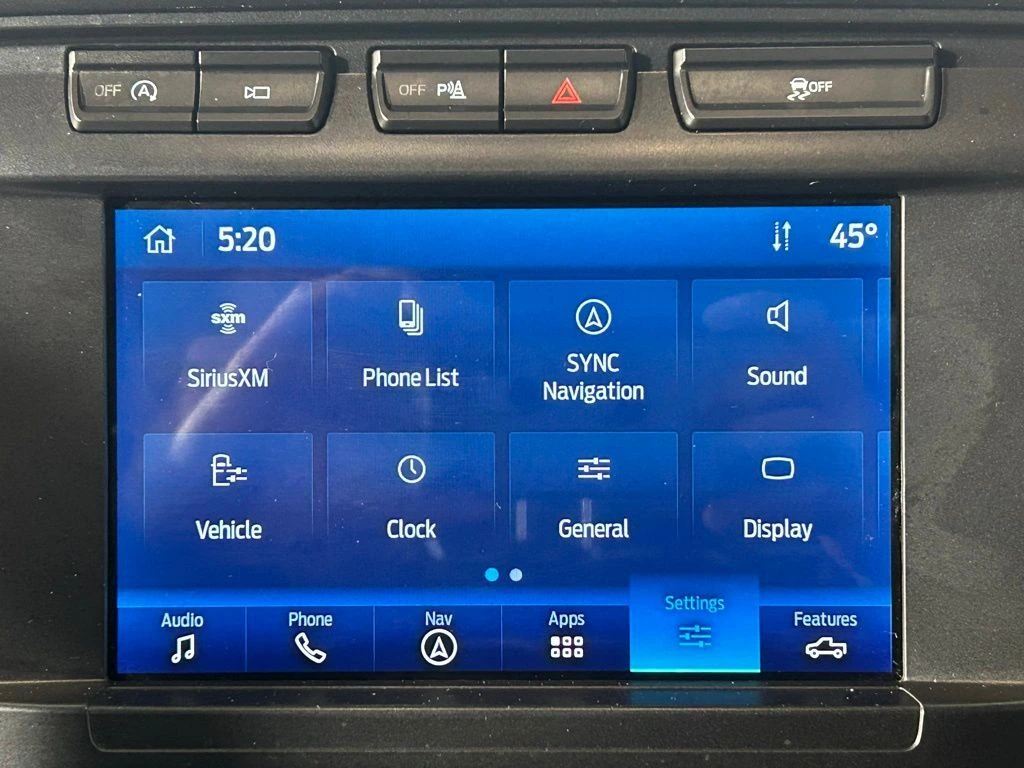 OFF A
OFF P
OFF
5:20 45°
sxm
SiriusXM
Phone List
SYNC
Navigation
Sound
Vehicle
Clock
General
Display
Audio
Phone
Nav
Apps
Settings
Features